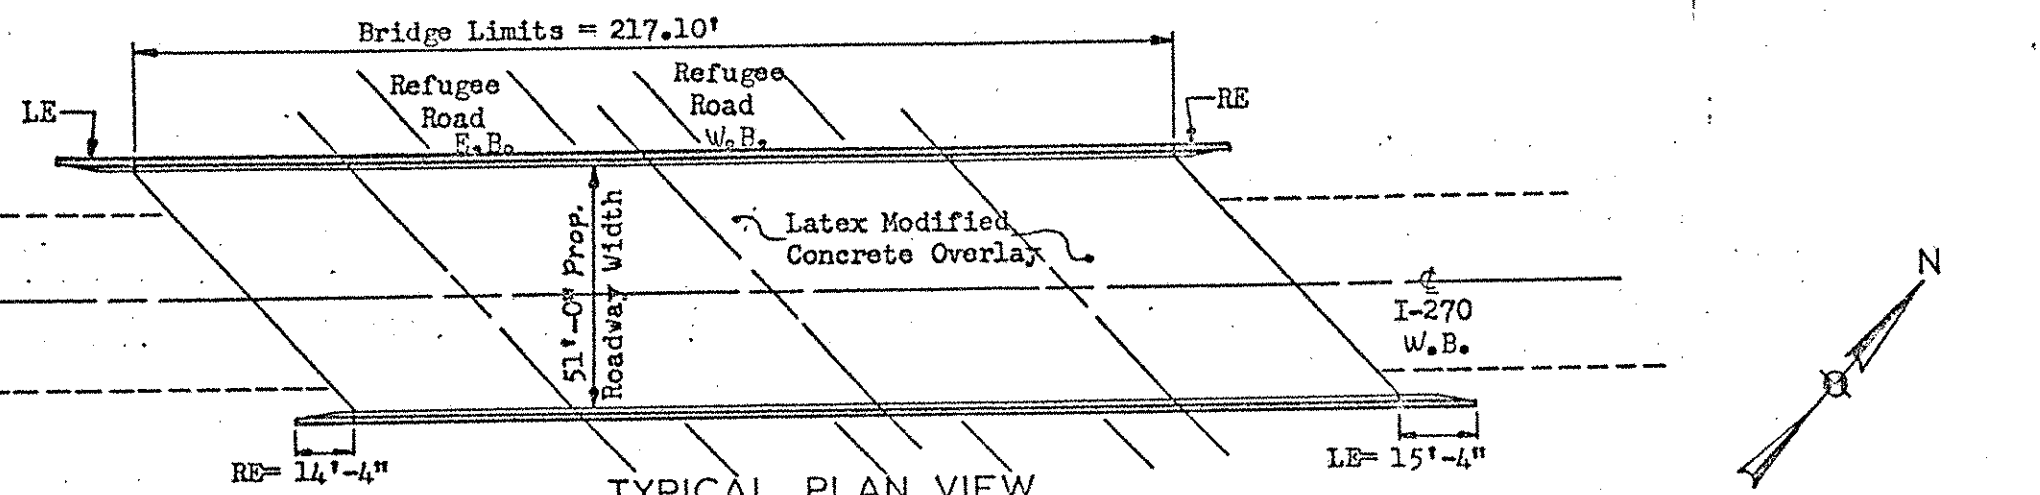 Bridge Limits = 217.10'
Refugee
Road
E.B.
Refugee
Road
W.B.
LE
RE
51'-0" Prop.
Roadway Width
Latex Modified
Concrete Overlay
℄
I-270
W.B.
N
RE= 14'-4"
LE= 15'-4"
TYPICAL PLAN VIEW